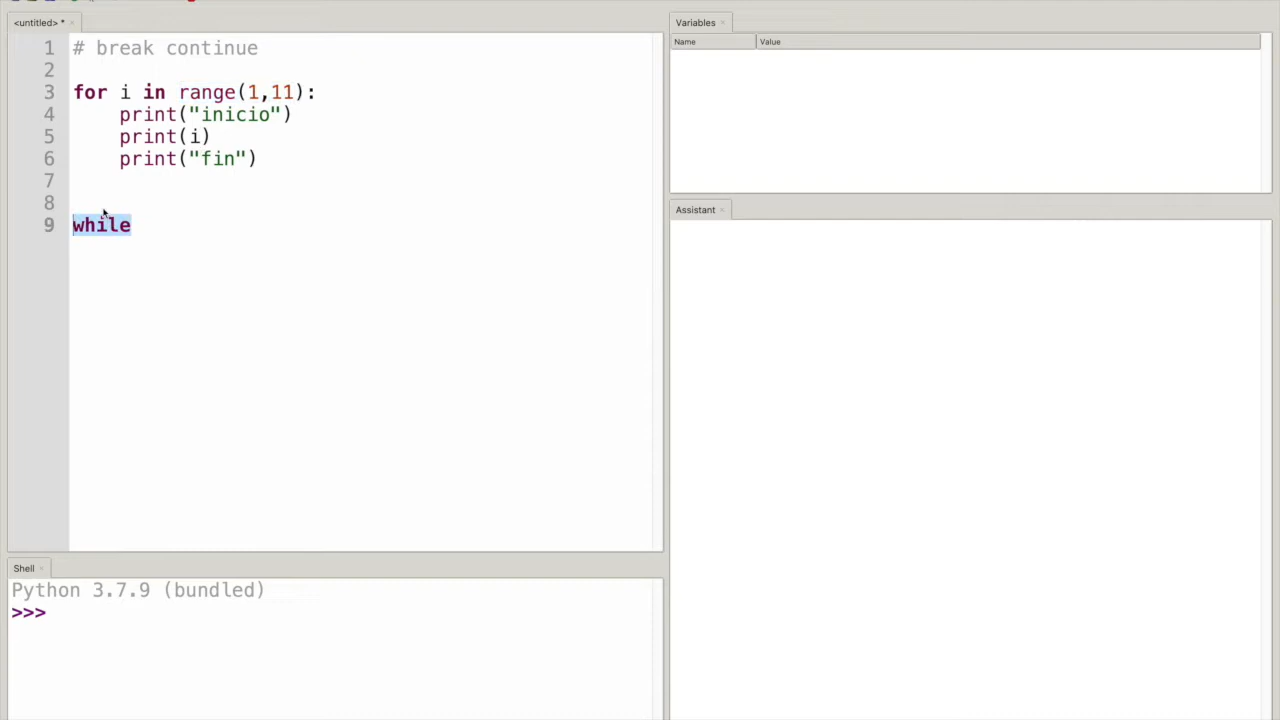 <untitled> *
1 # break continue
2
3 for i in range(1,11):
4 print("inicio")
5 print(i)
6 print("fin")
7
8
9 while
Shell
Python 3.7.9 (bundled)
>>>
Variables
Name Value
Assistant